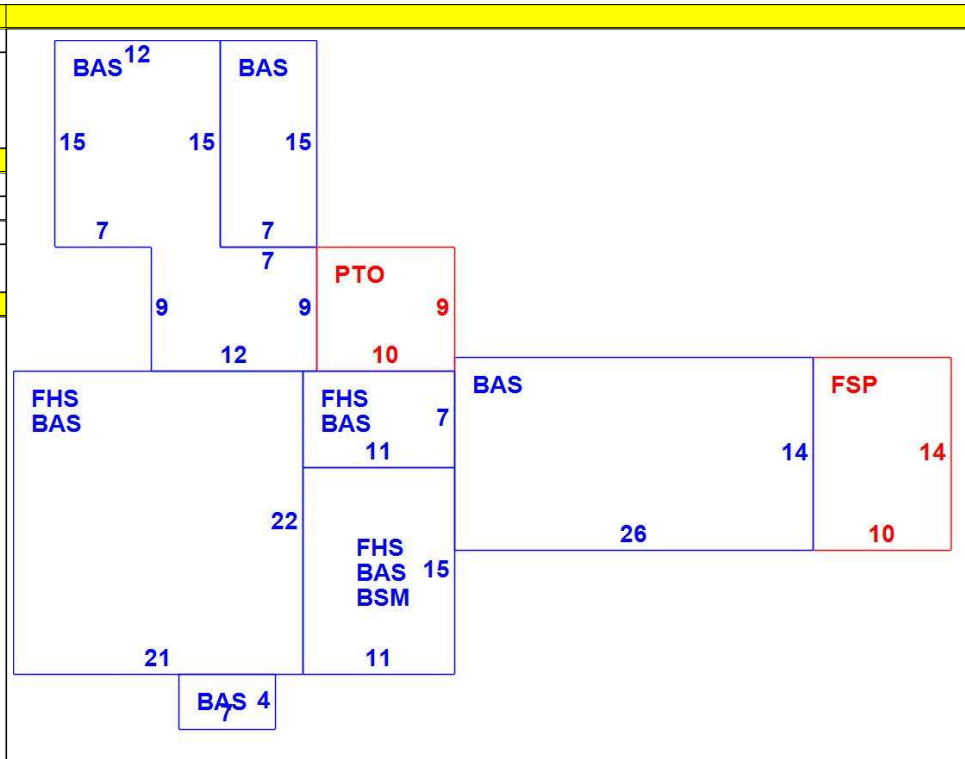 BAS 12 BAS
15 15 15
7 7
7
PTO
9 9 9
12 10
FHS FHS BAS FSP
BAS BAS 7
11
14 14
22 26 10
FHS
BAS 15
BSM
21 11
BAS 4
7